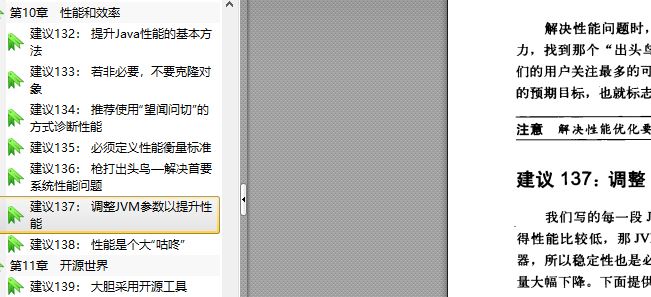 第10章 性能和效率
建议132： 提升Java性能的基本方
法
建议133： 若非必要，不要克隆对
象
建议134： 推荐使用“望闻问切”的
方式诊断性能
建议135： 必须定义性能衡量标准
建议136： 枪打出头鸟—解决首要
系统性能问题
建议137： 调整JVM参数以提升性
能
建议138： 性能是个大“咕咚”
第11章 开源世界
建议139： 大胆采用开源工具
解决性能问题时，
力，找到那个“出头鸟
们的用户关注最多的可
的预期目标，也就标志
注意 解决性能优化要
建议 137：调整
我们写的每一段 J
得性能比较低，那 JV
器，所以稳定性也是必
量大幅下降。下面提供